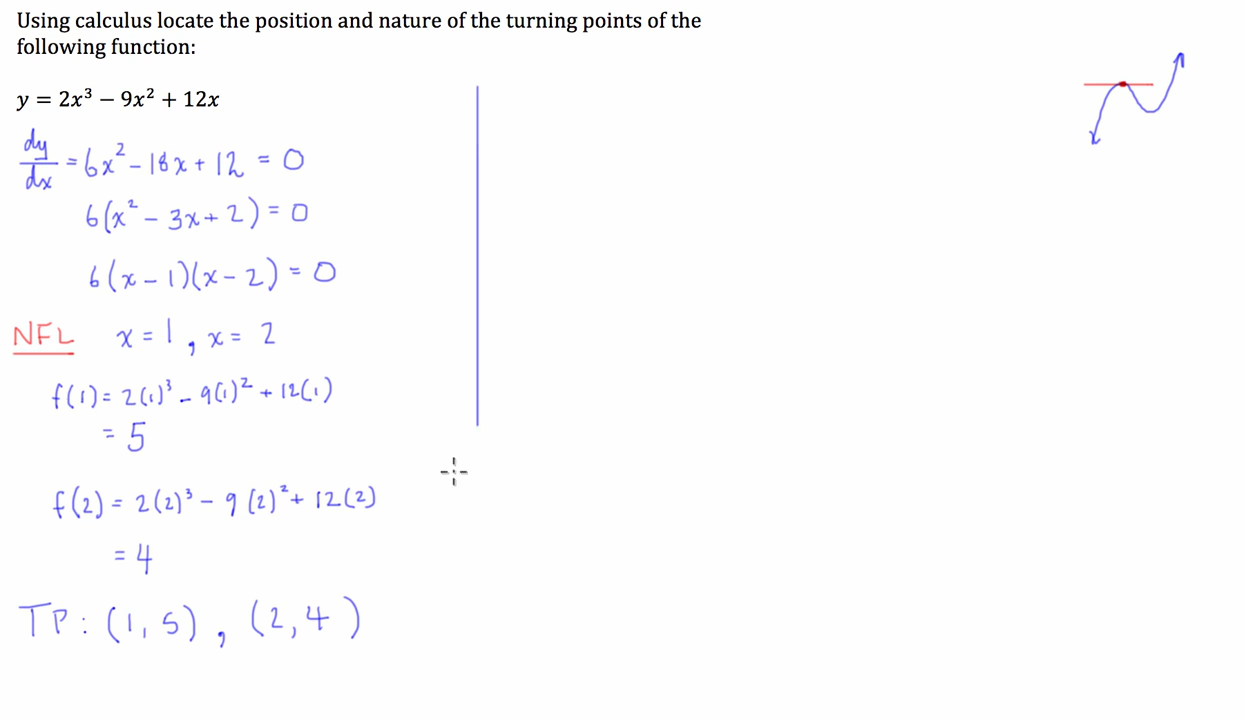 Using calculus locate the position and nature of the turning points of the
following function:
y = 2x³ − 9x² + 12x
dy/dx = 6x² − 18x + 12 = 0
6(x² − 3x + 2) = 0
6(x − 1)(x − 2) = 0
NFL x = 1 , x = 2
f(1) = 2(1)³ − 9(1)² + 12(1)
= 5
f(2) = 2(2)³ − 9(2)² + 12(2)
= 4
TP: (1, 5) , (2, 4)